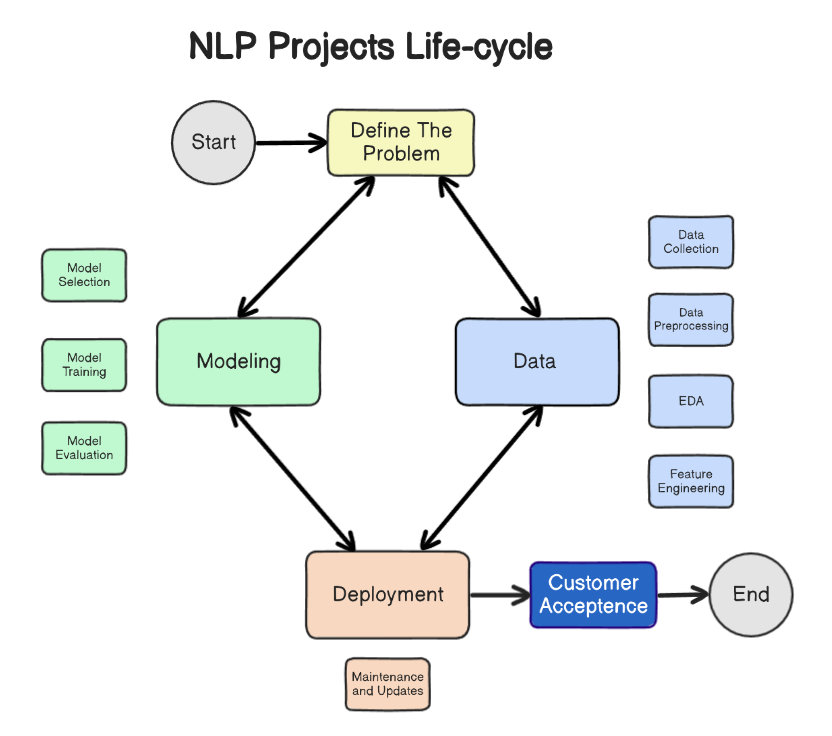 NLP Projects Life-cycle
Start
Define The
Problem
Data
Collection
Model
Selection
Data
Preprocessing
Modeling
Data
Model
Training
EDA
Model
Evaluation
Feature
Engineering
Deployment
Customer
Acceptence
End
Maintenance
and Updates